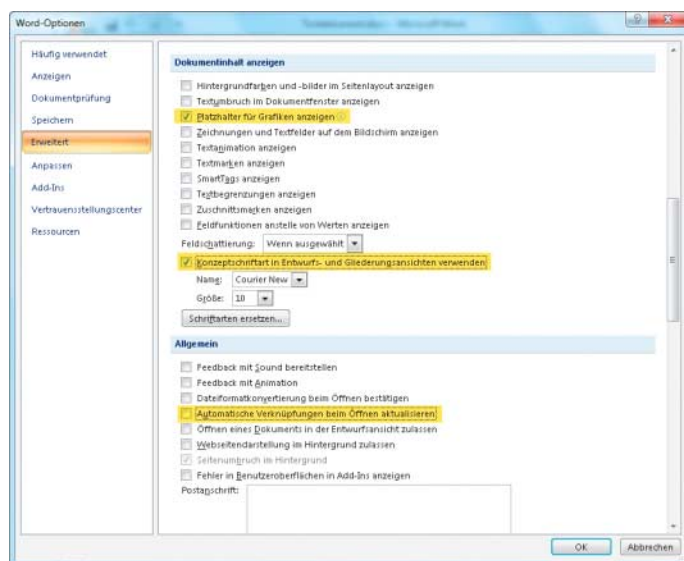 Word-Optionen
Häufig verwendet
Anzeigen
Dokumentprüfung
Speichern
Erweitert
Anpassen
Add-Ins
Vertrauensstellungscenter
Ressourcen
Dokumentinhalt anzeigen
Hintergrundfarben und -bilder im Seitenlayout anzeigen
Textumbruch im Dokumentfenster anzeigen
Platzhalter für Grafiken anzeigen
Zeichnungen und Textfelder auf dem Bildschirm anzeigen
Textanimation anzeigen
Textmarken anzeigen
SmartTags anzeigen
Textbegrenzungen anzeigen
Zuschnittsmarken anzeigen
Feldfunktionen anstelle von Werten anzeigen
Feldschattierung: Wenn ausgewählt
Konzeptschriftart in Entwurfs- und Gliederungsansichten verwenden
Name: Courier New
Größe: 10
Schriftarten ersetzen...
Allgemein
Feedback mit Sound bereitstellen
Feedback mit Animation
Dateiformatkonvertierung beim Öffnen bestätigen
Automatische Verknüpfungen beim Öffnen aktualisieren
Öffnen eines Dokuments in der Entwurfsansicht zulassen
Webseitendarstellung im Hintergrund zulassen
Seitenumbruch im Hintergrund
Fehler in Benutzeroberflächen in Add-Ins anzeigen
Postanschrift:
OK Abbrechen